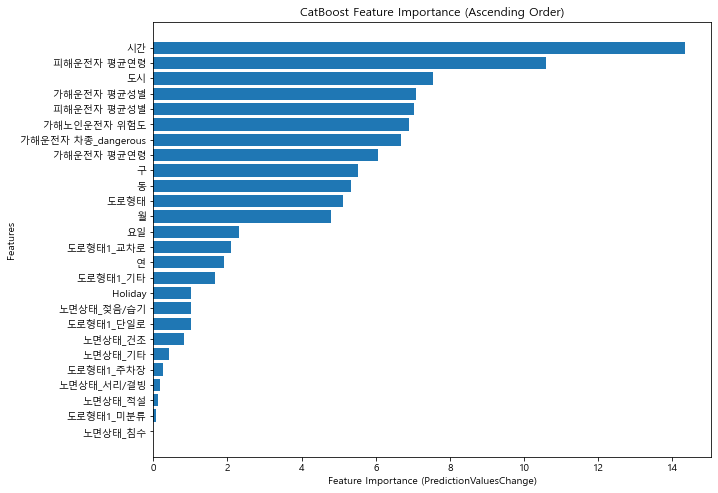 CatBoost Feature Importance (Ascending Order)
시간
피해운전자 평균연령
도시
가해운전자 평균성별
피해운전자 평균성별
가해노인운전자 위험도
가해운전자 차종_dangerous
가해운전자 평균연령
구
동
도로형태
월
요일
도로형태1_교차로
연
도로형태1_기타
Holiday
노면상태_젖음/습기
도로형태1_단일로
노면상태_건조
노면상태_기타
도로형태1_주차장
노면상태_서리/결빙
노면상태_적설
도로형태1_미분류
노면상태_침수
Features
0 2 4 6 8 10 12 14
Feature Importance (PredictionValuesChange)